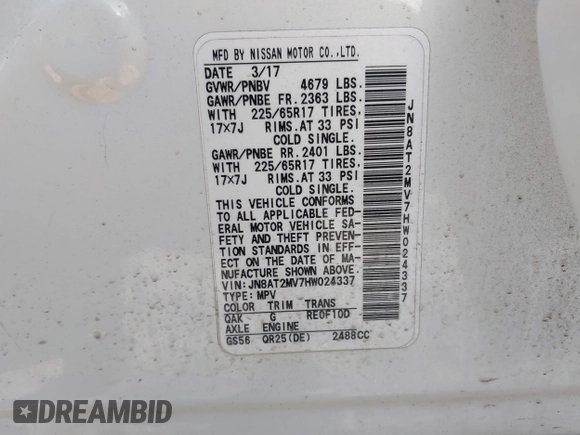 MFD BY NISSAN MOTOR CO.,LTD.
DATE 3/17
GVWR/PNBV 4679 LBS.
GAWR/PNBE FR. 2363 LBS.
WITH 225/65R17 TIRES,
17×7J RIMS.AT 33 PSI
COLD SINGLE.
GAWR/PNBE RR. 2401 LBS.
WITH 225/65R17 TIRES,
17×7J RIMS.AT 33 PSI
COLD SINGLE.
THIS VEHICLE CONFORMS
TO ALL APPLICABLE FED-
ERAL MOTOR VEHICLE SA-
FETY AND THEFT PREVEN-
TION STANDARDS IN EFF-
ECT ON THE DATE OF MA-
NUFACTURE SHOWN ABOVE.
VIN: JN8AT2MV7HW024337
TYPE: MPV
COLOR TRIM TRANS
QAK G RE0F10D
AXLE ENGINE
GS56 QR25(DE) 2488CC
JN8AT2MV7HW024337
DREAMBID